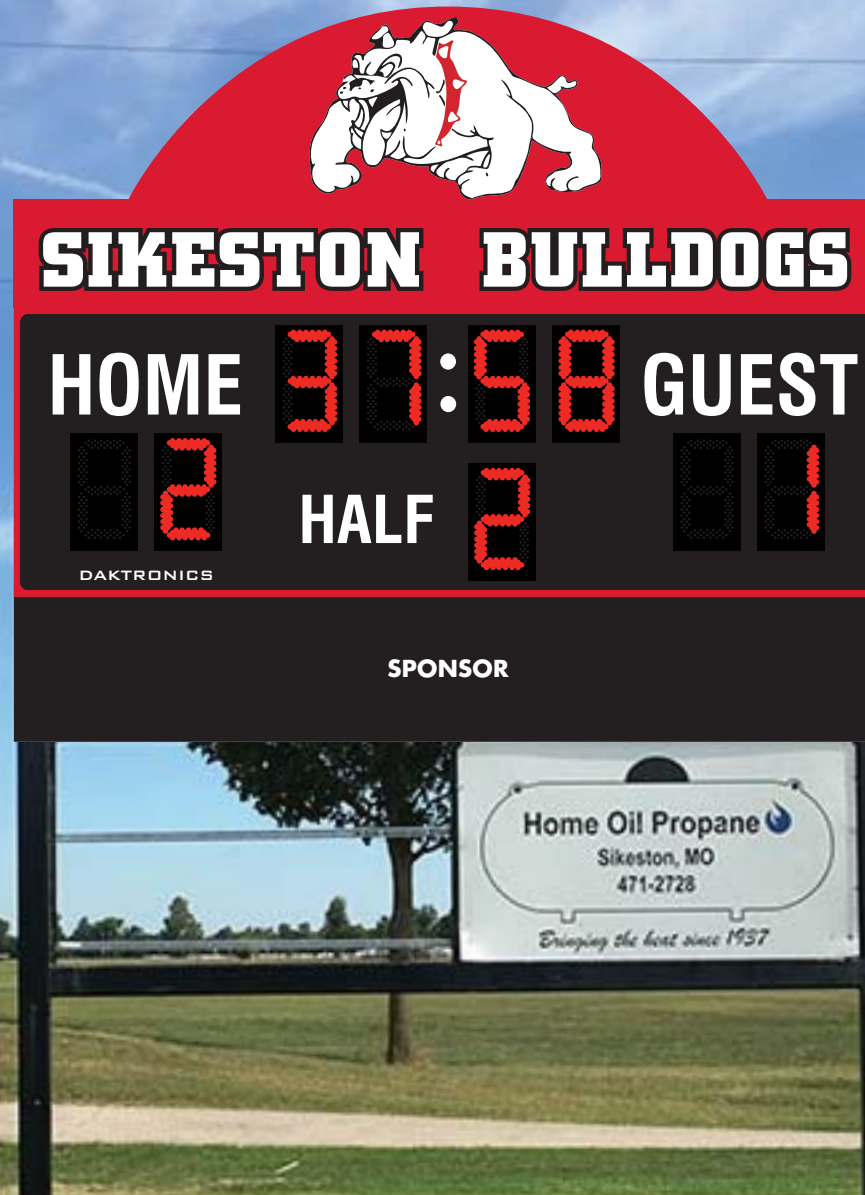 SIKESTON BULLDOGS
HOME 37:58 GUEST
2 HALF 2 1
DAKTRONICS
SPONSOR
Home Oil Propane
Sikeston, MO
471-2728
Bringing the heat since 1937